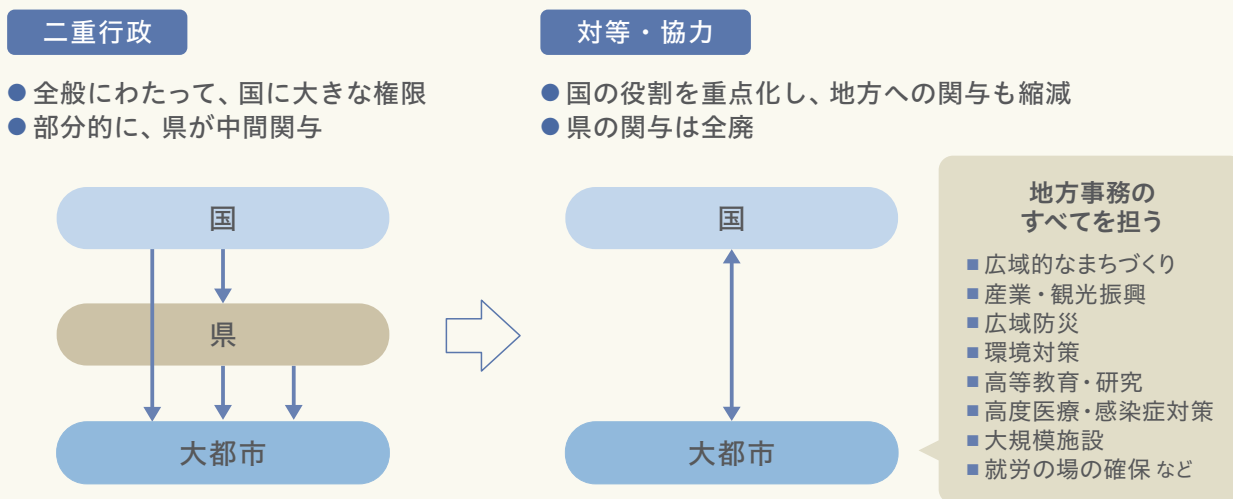 二重行政
● 全般にわたって、国に大きな権限
● 部分的に、県が中間関与
国
県
大都市
対等・協力
● 国の役割を重点化し、地方への関与も縮減
● 県の関与は全廃
国
大都市
地方事務の
すべてを担う
■ 広域的なまちづくり
■ 産業・観光振興
■ 広域防災
■ 環境対策
■ 高等教育・研究
■ 高度医療・感染症対策
■ 大規模施設
■ 就労の場の確保 など